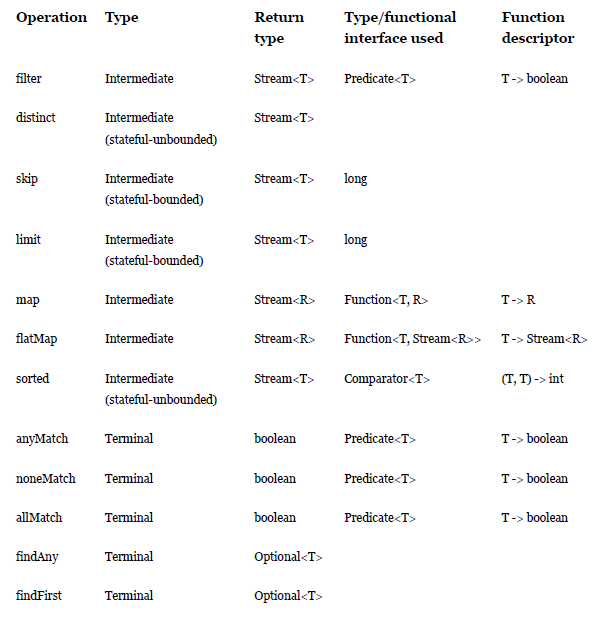 Operation Type Return type Type/functional interface used Function descriptor
filter Intermediate Stream<T> Predicate<T> T -> boolean
distinct Intermediate (stateful-unbounded) Stream<T>
skip Intermediate (stateful-bounded) Stream<T> long
limit Intermediate (stateful-bounded) Stream<T> long
map Intermediate Stream<R> Function<T, R> T -> R
flatMap Intermediate Stream<R> Function<T, Stream<R>> T -> Stream<R>
sorted Intermediate (stateful-unbounded) Stream<T> Comparator<T> (T, T) -> int
anyMatch Terminal boolean Predicate<T> T -> boolean
noneMatch Terminal boolean Predicate<T> T -> boolean
allMatch Terminal boolean Predicate<T> T -> boolean
findAny Terminal Optional<T>
findFirst Terminal Optional<T>